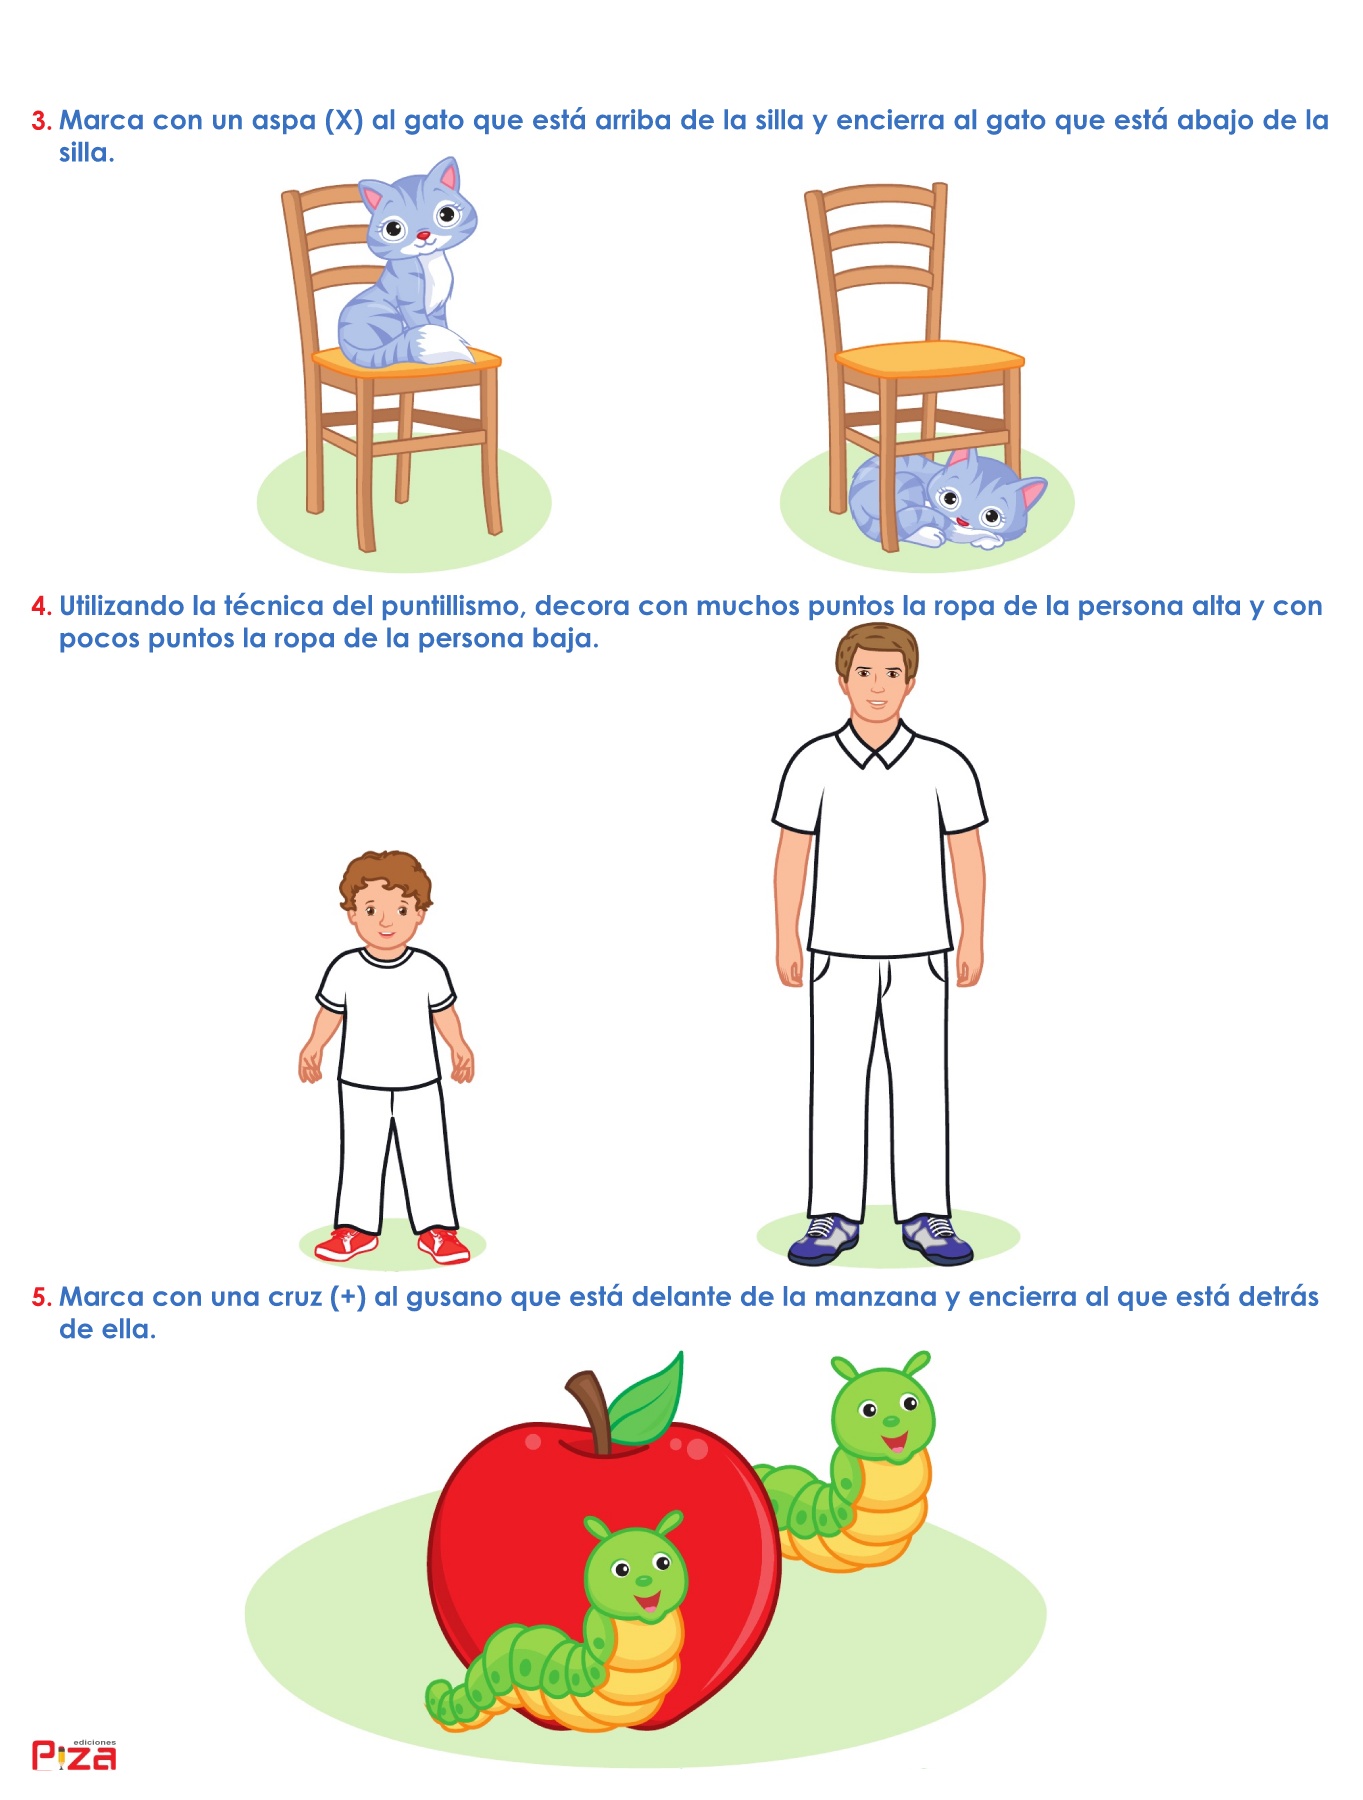 3. Marca con un aspa (X) al gato que está arriba de la silla y encierra al gato que está abajo de la
silla.
4. Utilizando la técnica del puntillismo, decora con muchos puntos la ropa de la persona alta y con
pocos puntos la ropa de la persona baja.
5. Marca con una cruz (+) al gusano que está delante de la manzana y encierra al que está detrás
de ella.
ediciones
Piza